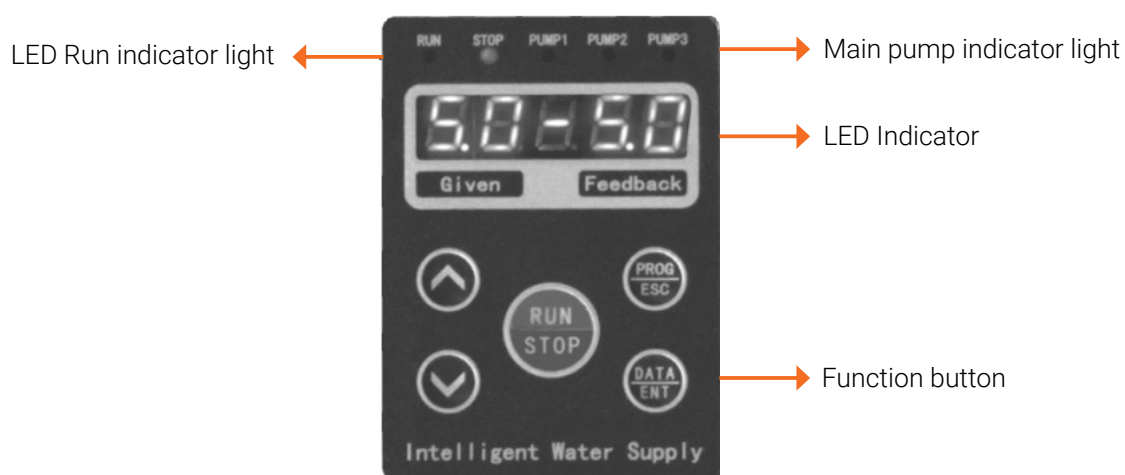 RUN STOP PUMP1 PUMP2 PUMP3
LED Run indicator light
Main pump indicator light
5.0-5.0
LED Indicator
Given Feedback
PROG
ESC
RUN
STOP
DATA
ENT
Function button
Intelligent Water Supply